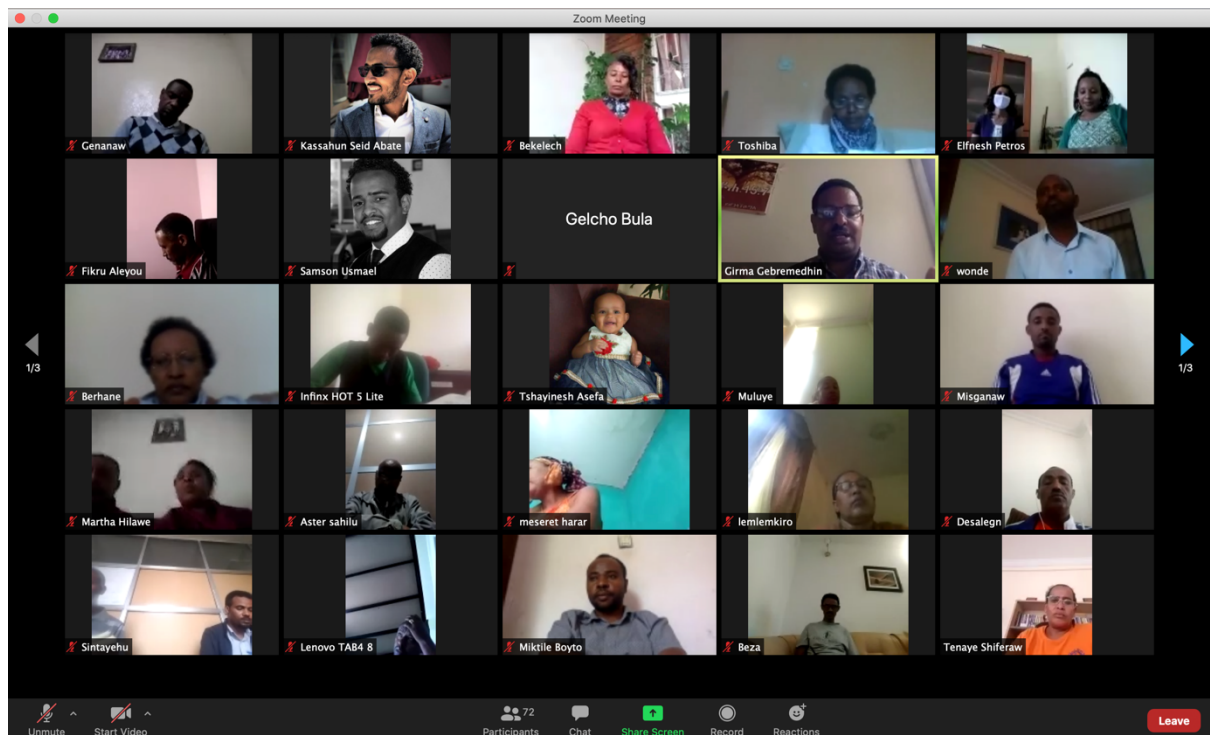 Zoom Meeting
Genanaw
Kassahun Seid Abate
Bekelech
Toshiba
Elfnesh Petros
Fikru Aleyou
Samson Usmael
Gelcho Bula
Girma Gebremedhin
wonde
Berhane
Infinx HOT 5 Lite
Tshayinesh Asefa
Muluye
Misganaw
1/3
1/3
Martha Hilawe
Aster sahilu
meseret harar
lemlemkiro
Desalegn
Sintayehu
Lenovo TAB4 8
Miktile Boyto
Beza
Tenaye Shiferaw
Unmute
Start Video
72
Participants
Chat
Share Screen
Record
Reactions
Leave